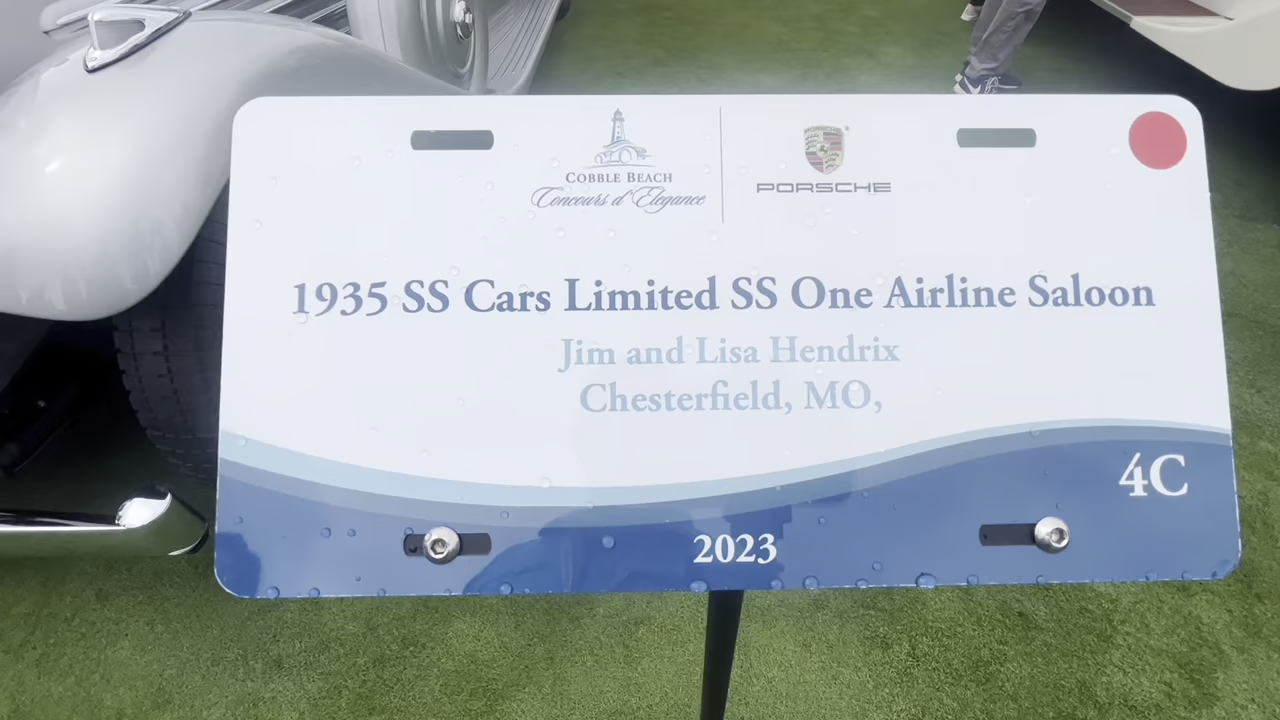 COBBLE BEACH
Concours d'Elegance
PORSCHE
PORSCHE
1935 SS Cars Limited SS One Airline Saloon
Jim and Lisa Hendrix
Chesterfield, MO,
4C
2023